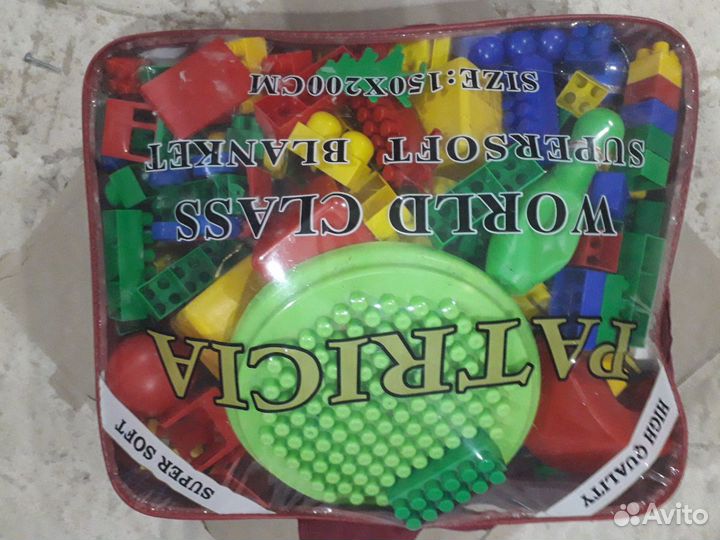 HIGH QUALITY
SUPER SOFT
PATRICIA
WORLD CLASS
SUPERSOFT BLANKET
SIZE:150X200CM
Avito